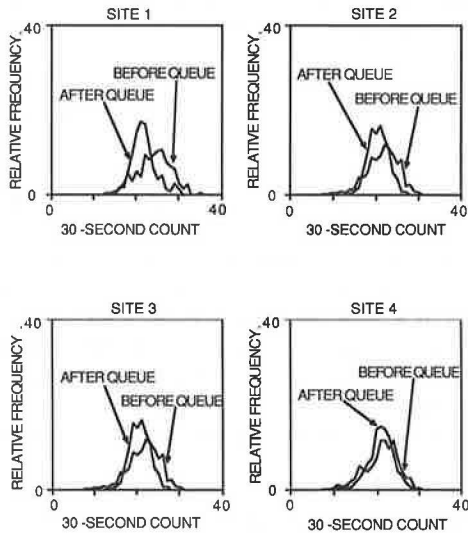 SITE 1
.40
RELATIVE FREQUENCY
BEFORE QUEUE
AFTER QUEUE
0
0
40
30 -SECOND COUNT
SITE 2
.40
RELATIVE FREQUENCY
AFTER QUEUE
BEFORE QUEUE
0
0
40
30 -SECOND COUNT
SITE 3
.40
RELATIVE FREQUENCY
AFTER QUEUE
BEFORE QUEUE
0
0
40
30 -SECOND COUNT
SITE 4
.40
RELATIVE FREQUENCY
BEFORE QUEUE
AFTER QUEUE
0
0
40
30 -SECOND COUNT